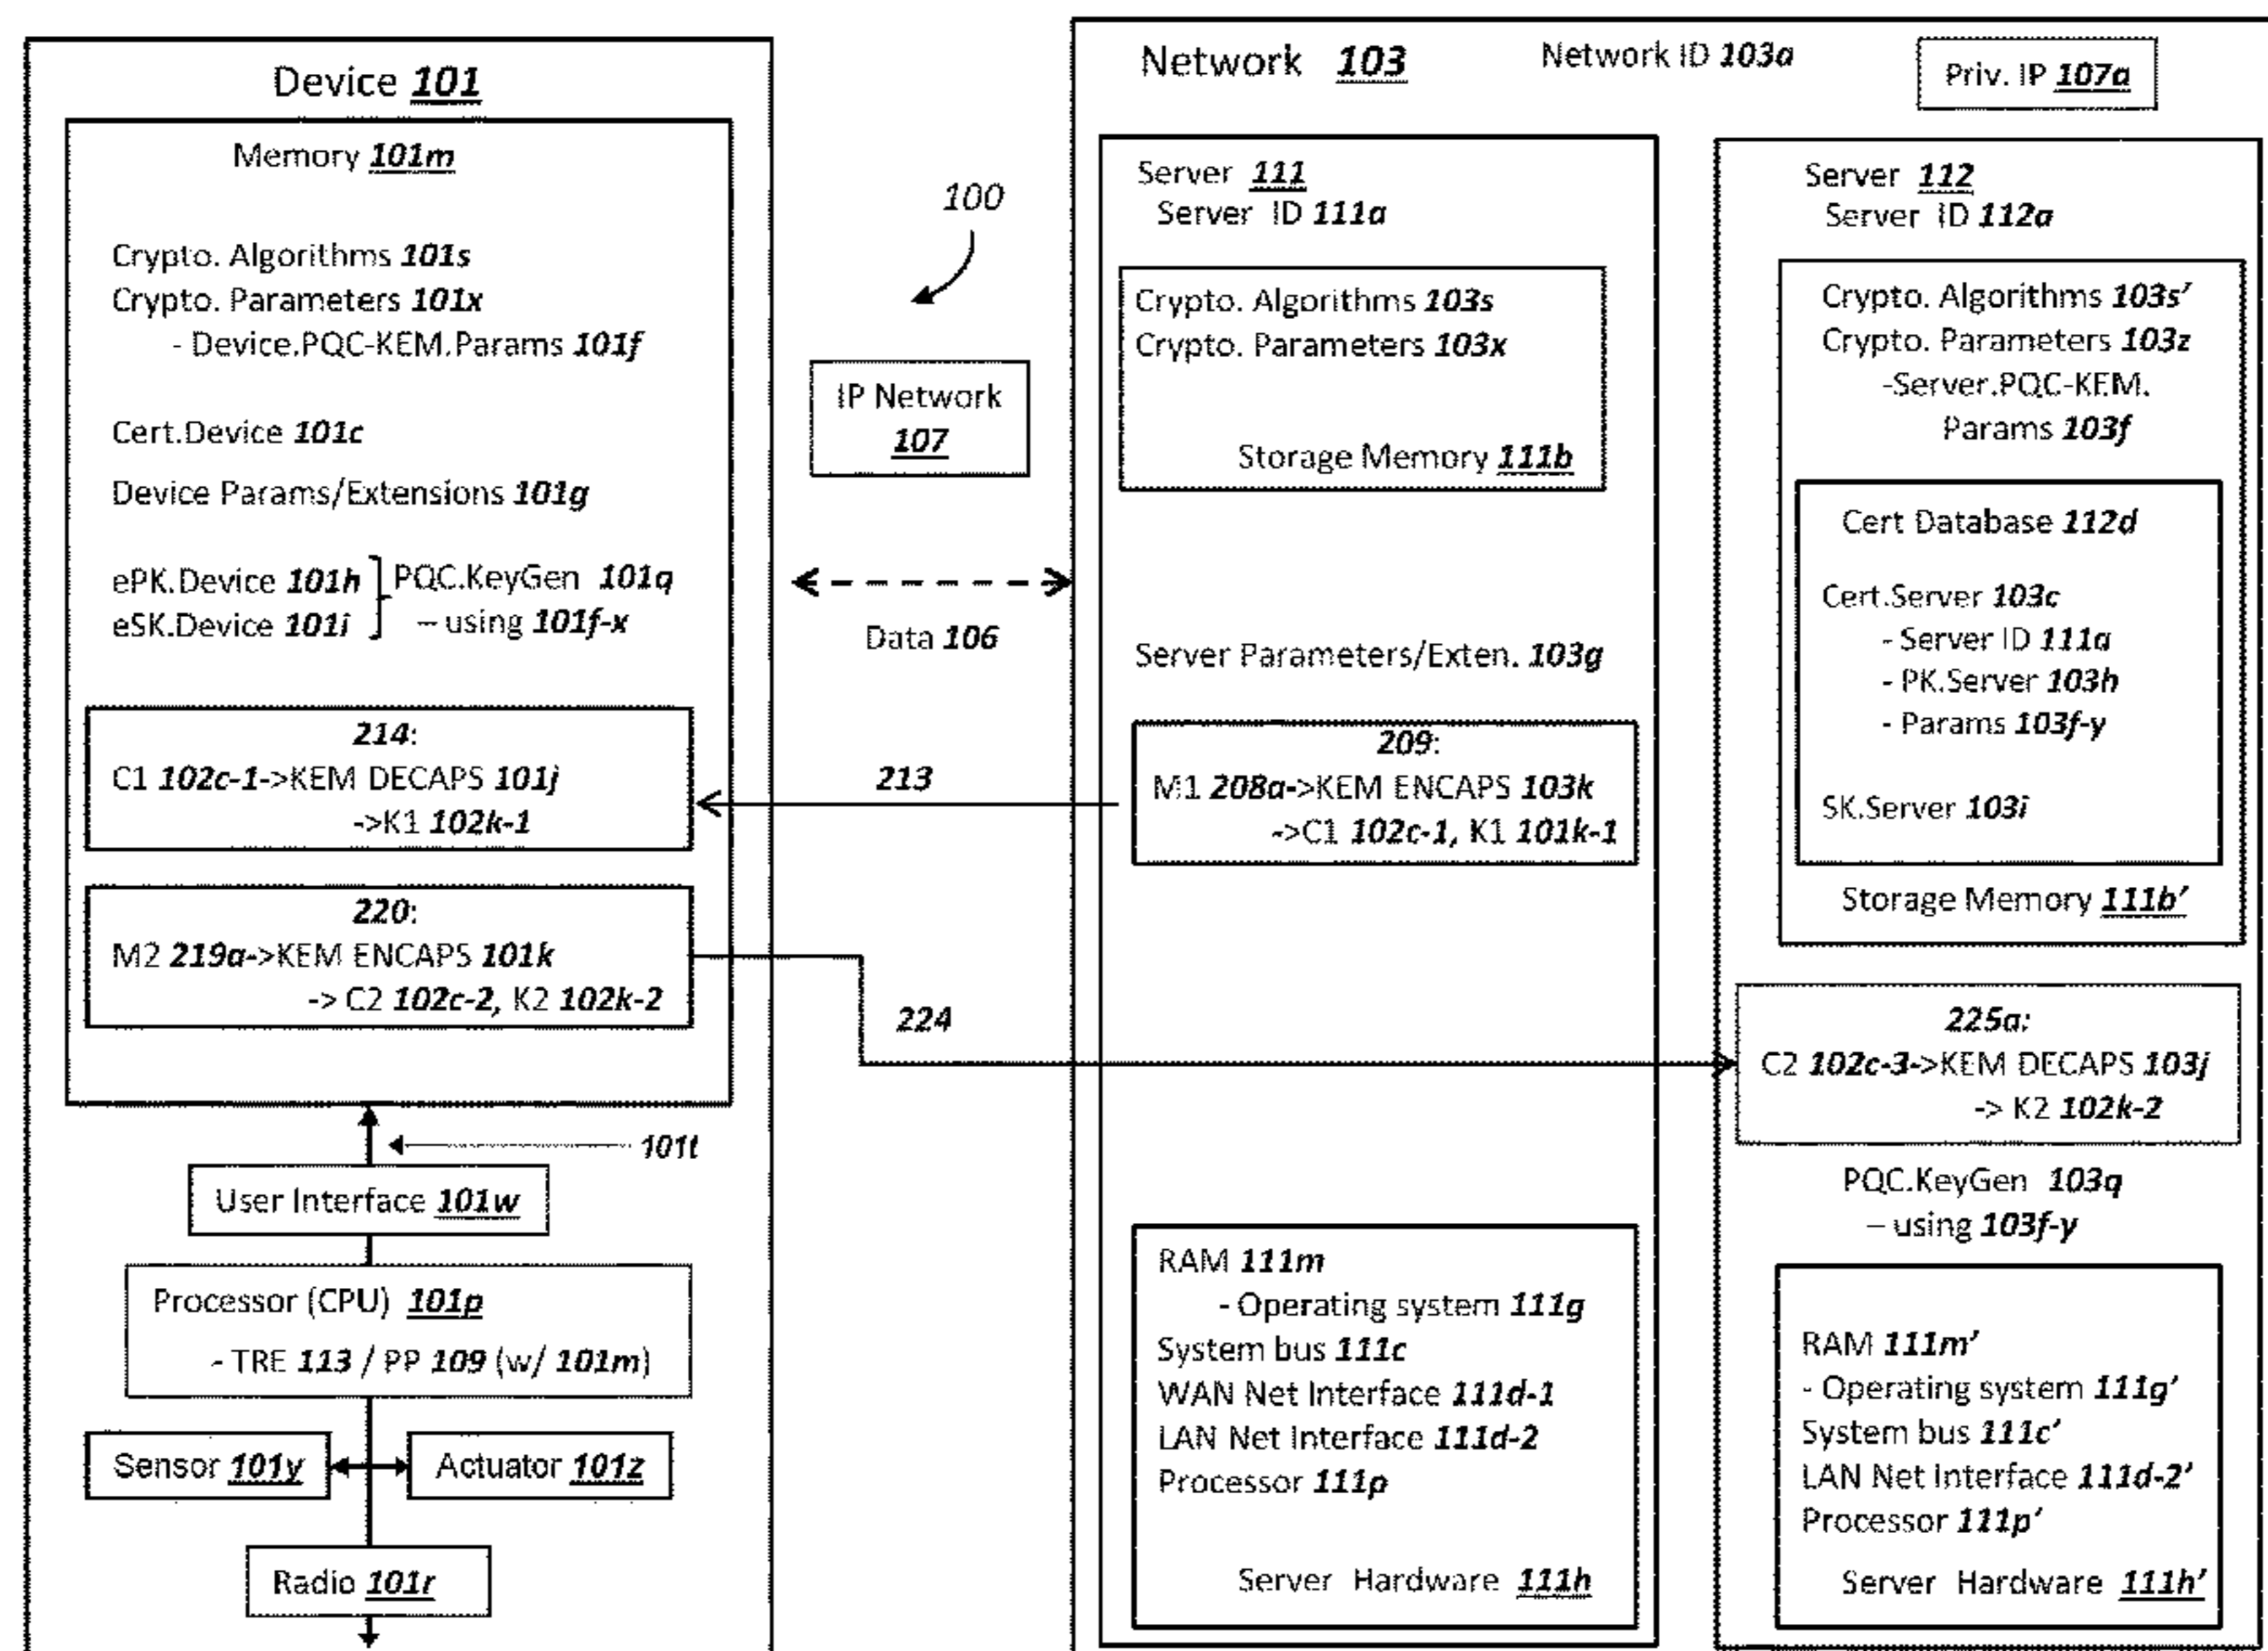 Device 101
Memory 101m
Crypto. Algorithms 101s
Crypto. Parameters 101x
- Device.PQC-KEM.Params 101f
Cert.Device 101c
Device Params/Extensions 101g
ePK.Device 101h
eSK.Device 101i
PQC.KeyGen 101q
– using 101f-x
214:
C1 102c-1->KEM DECAPS 101j
->K1 102k-1
220:
M2 219a->KEM ENCAPS 101k
-> C2 102c-2, K2 102k-2
101t
User Interface 101w
Processor (CPU) 101p
- TRE 113 / PP 109 (w/ 101m)
Sensor 101y
Actuator 101z
Radio 101r
100
IP Network
107
Data 106
213
224
Network 103
Network ID 103a
Priv. IP 107a
Server 111
Server ID 111a
Crypto. Algorithms 103s
Crypto. Parameters 103x
Storage Memory 111b
Server Parameters/Exten. 103g
209:
M1 208a->KEM ENCAPS 103k
->C1 102c-1, K1 101k-1
RAM 111m
- Operating system 111g
System bus 111c
WAN Net Interface 111d-1
LAN Net Interface 111d-2
Processor 111p
Server Hardware 111h
Server 112
Server ID 112a
Crypto. Algorithms 103s'
Crypto. Parameters 103z
-Server.PQC-KEM.
Params 103f
Cert Database 112d
Cert.Server 103c
- Server ID 111a
- PK.Server 103h
- Params 103f-y
SK.Server 103i
Storage Memory 111b'
225a:
C2 102c-3->KEM DECAPS 103j
-> K2 102k-2
PQC.KeyGen 103q
– using 103f-y
RAM 111m'
- Operating system 111g'
System bus 111c'
LAN Net Interface 111d-2'
Processor 111p'
Server Hardware 111h'